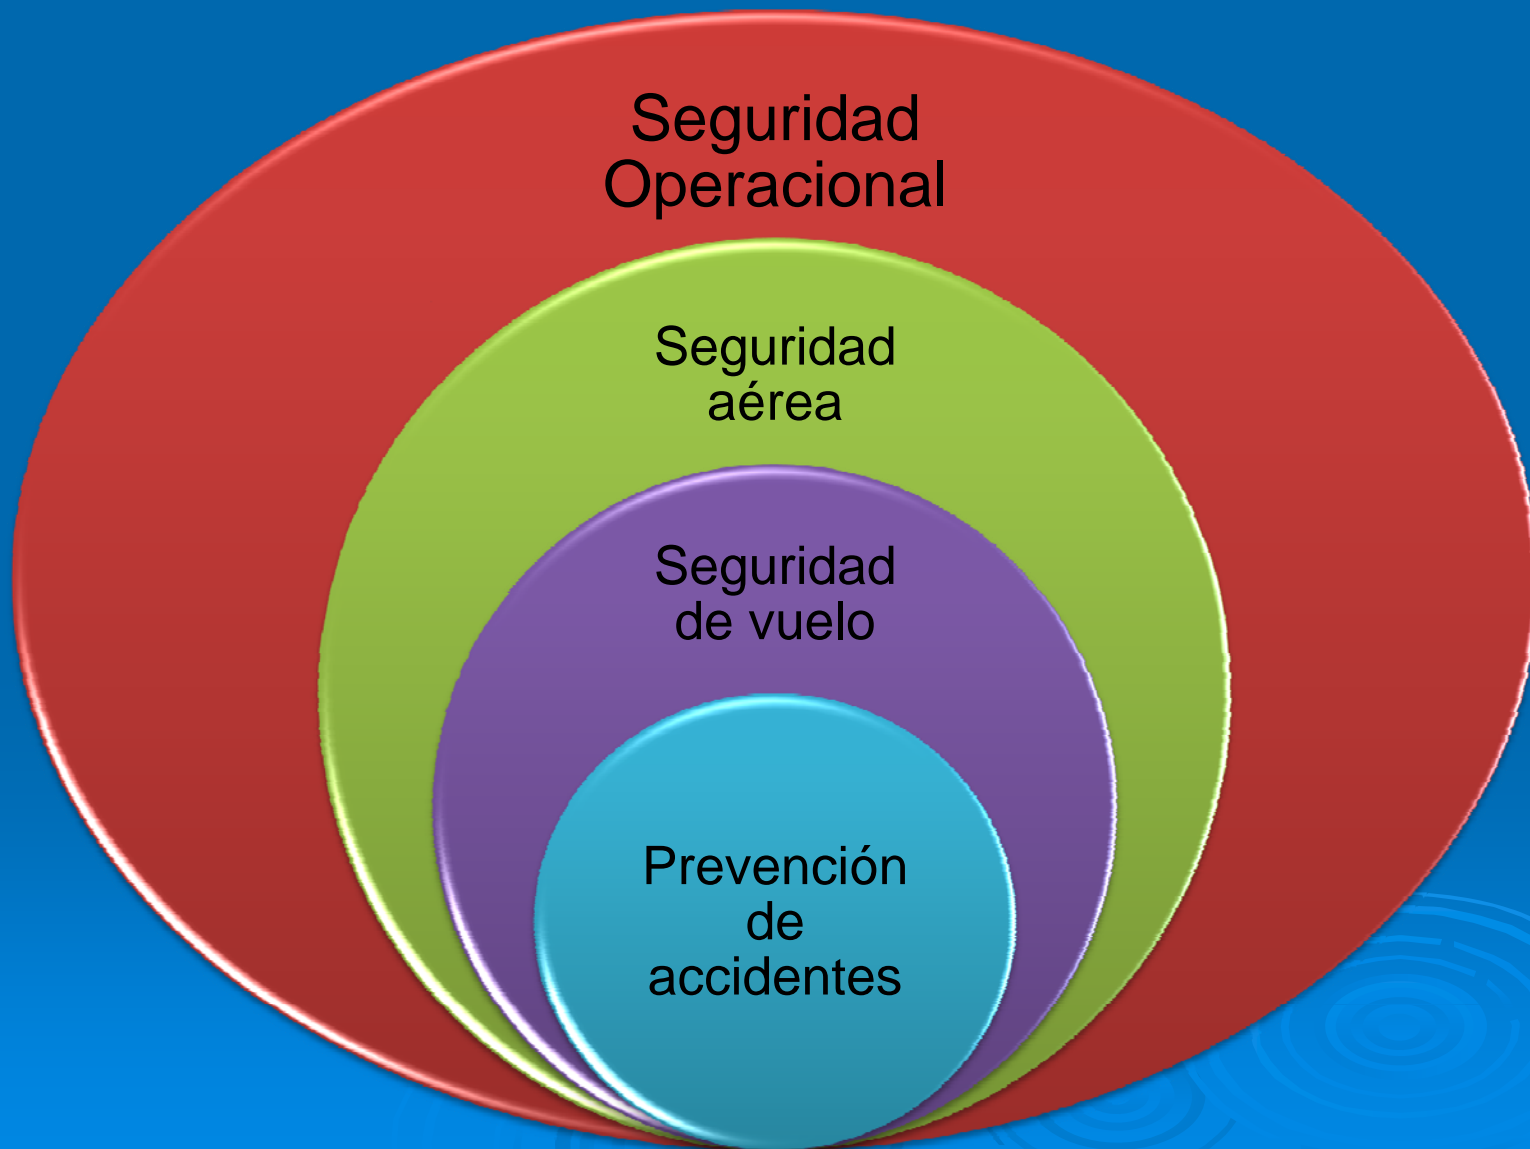 Seguridad
Operacional
Seguridad
aérea
Seguridad
de vuelo
Prevención
de
accidentes